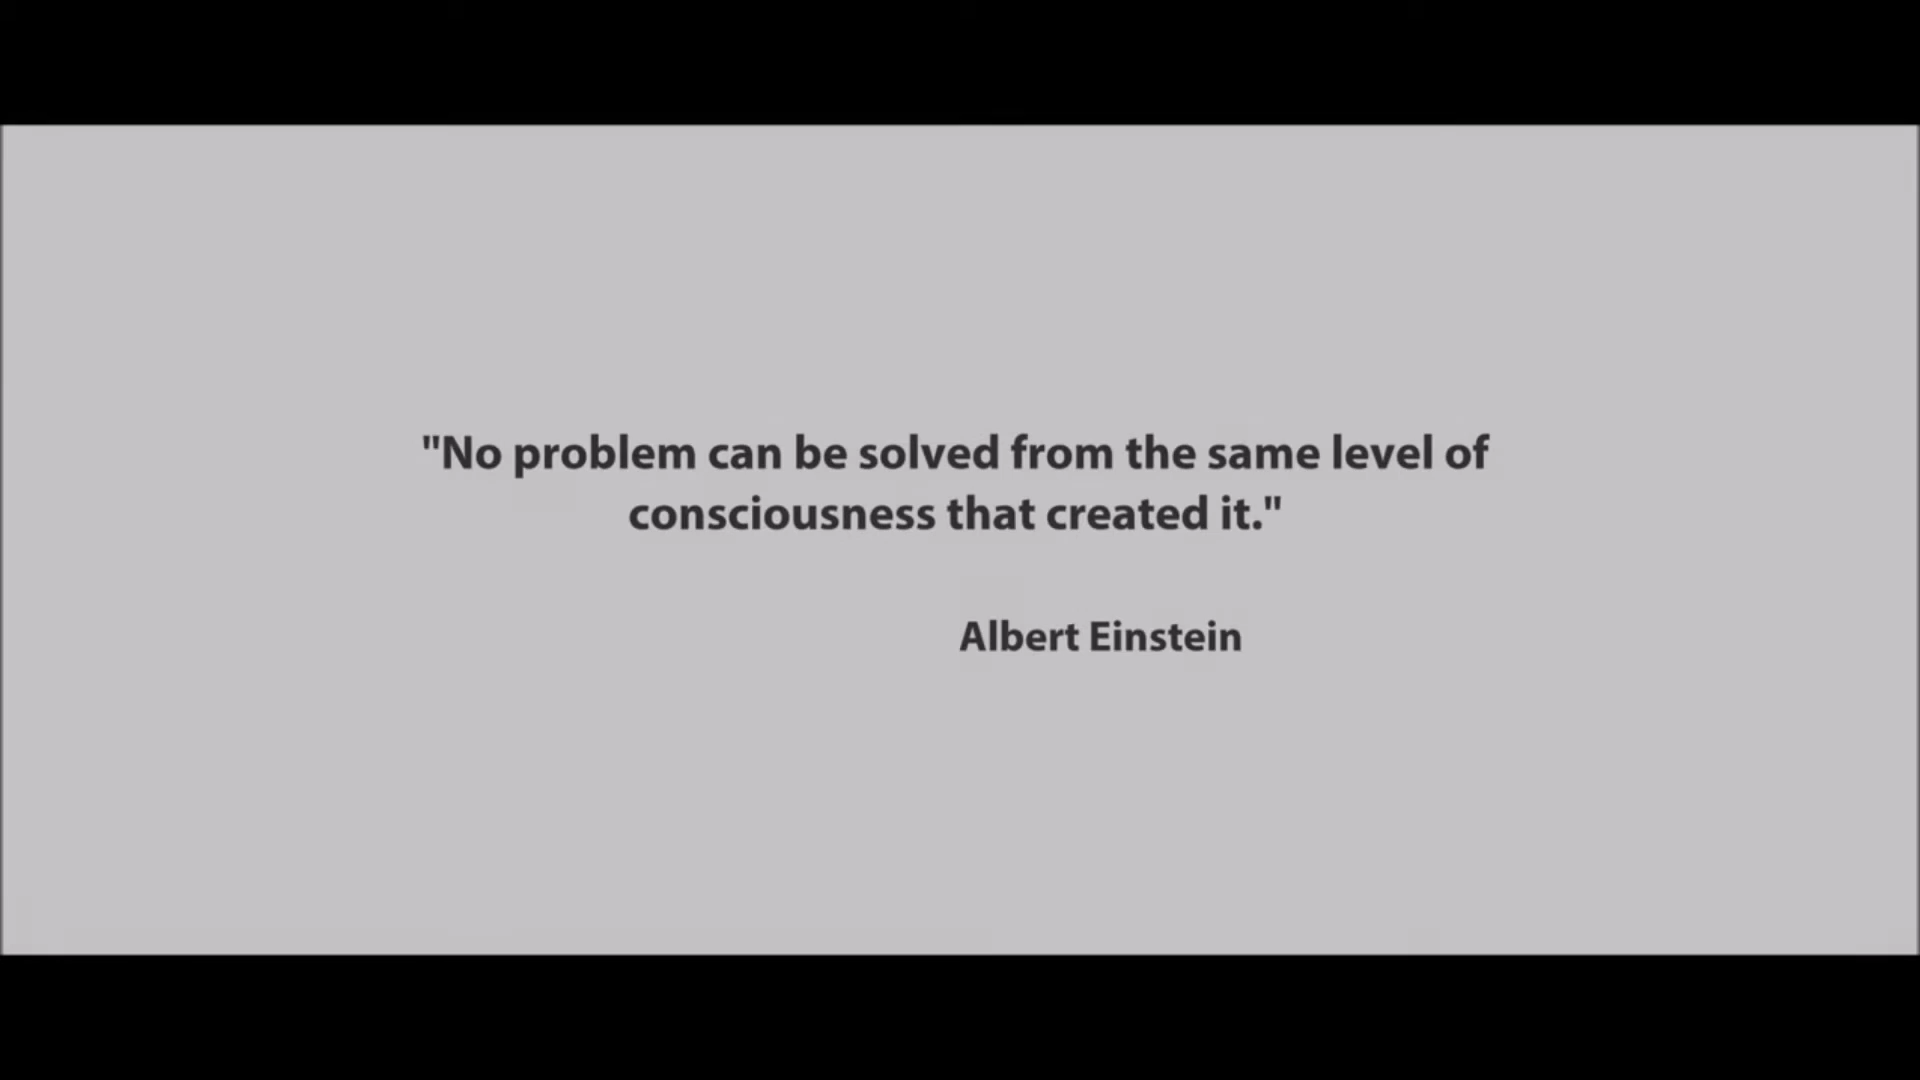 "No problem can be solved from the same level of
consciousness that created it."
Albert Einstein